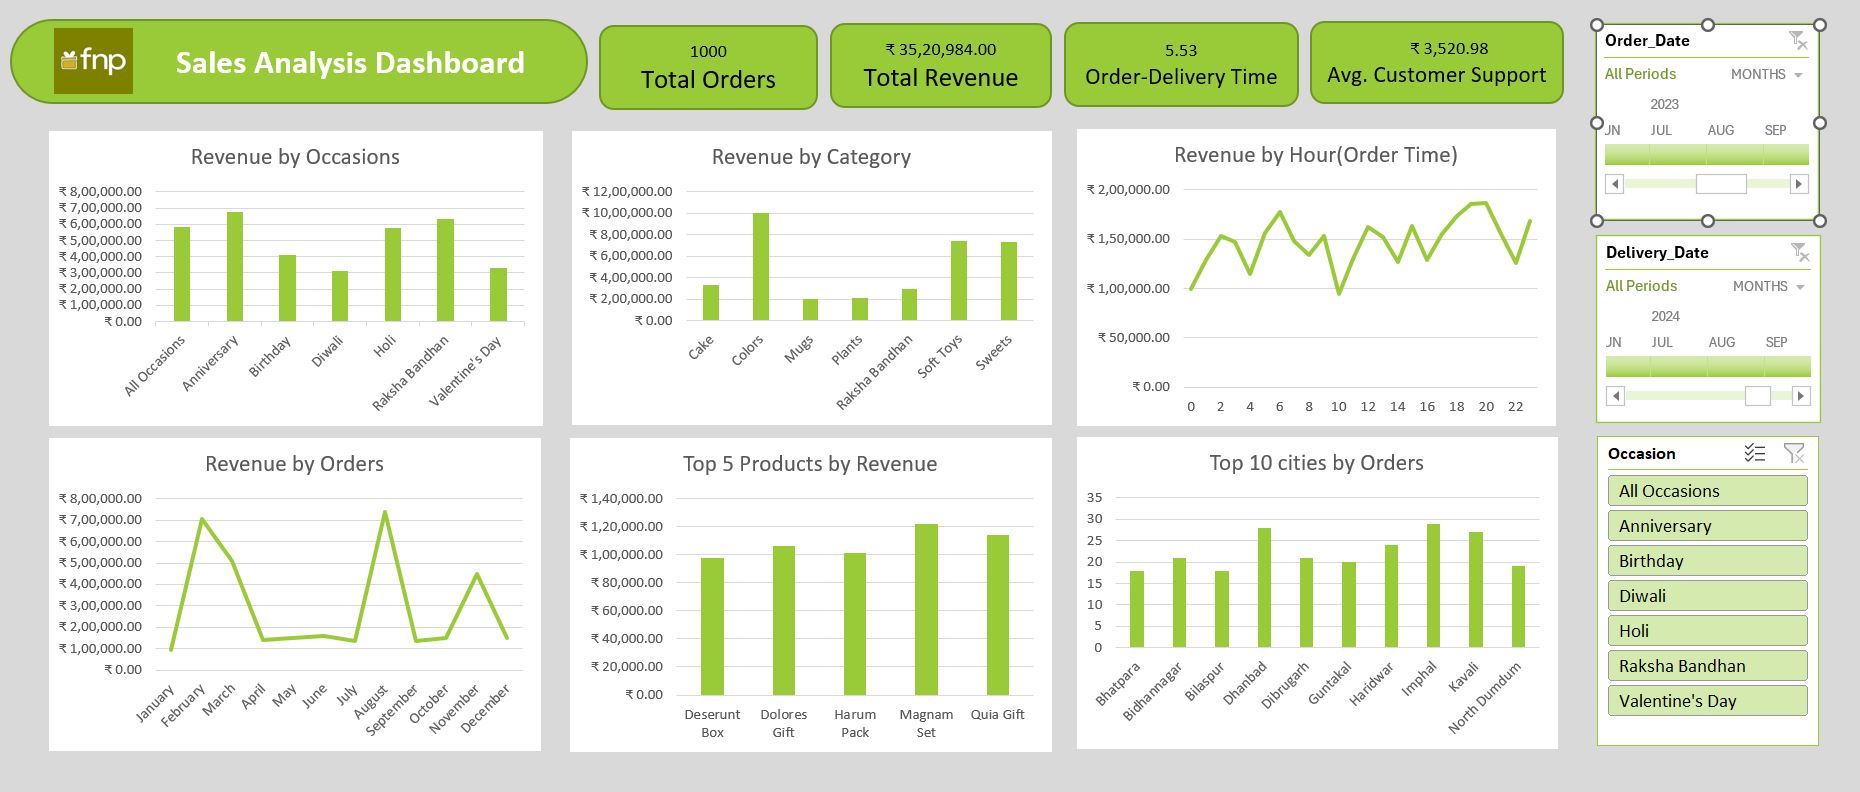 fnp
Sales Analysis Dashboard
1000
Total Orders
₹ 35,20,984.00
Total Revenue
5.53
Order-Delivery Time
₹ 3,520.98
Avg. Customer Support
Order_Date
All Periods MONTHS
2023
JN JUL AUG SEP
Revenue by Occasions
₹ 8,00,000.00
₹ 7,00,000.00
₹ 6,00,000.00
₹ 5,00,000.00
₹ 4,00,000.00
₹ 3,00,000.00
₹ 2,00,000.00
₹ 1,00,000.00
₹ 0.00
All Occasions
Anniversary
Birthday
Diwali
Holi
Raksha Bandhan
Valentine's Day
Revenue by Category
₹ 12,00,000.00
₹ 10,00,000.00
₹ 8,00,000.00
₹ 6,00,000.00
₹ 4,00,000.00
₹ 2,00,000.00
₹ 0.00
Cake
Colors
Mugs
Plants
Raksha Bandhan
Soft Toys
Sweets
Revenue by Hour(Order Time)
₹ 2,00,000.00
₹ 1,50,000.00
₹ 1,00,000.00
₹ 50,000.00
₹ 0.00
0 2 4 6 8 10 12 14 16 18 20 22
Delivery_Date
All Periods MONTHS
2024
JN JUL AUG SEP
Revenue by Orders
₹ 8,00,000.00
₹ 7,00,000.00
₹ 6,00,000.00
₹ 5,00,000.00
₹ 4,00,000.00
₹ 3,00,000.00
₹ 2,00,000.00
₹ 1,00,000.00
₹ 0.00
January
February
March
April
May
June
July
August
September
October
November
December
Top 5 Products by Revenue
₹ 1,40,000.00
₹ 1,20,000.00
₹ 1,00,000.00
₹ 80,000.00
₹ 60,000.00
₹ 40,000.00
₹ 20,000.00
₹ 0.00
Deserunt
Box
Dolores
Gift
Harum
Pack
Magnam
Set
Quia Gift
Top 10 cities by Orders
35
30
25
20
15
10
5
0
Bhatpara
Bidhannagar
Bilaspur
Dhanbad
Dibrugarh
Guntakal
Haridwar
Imphal
Kavali
North Dumdum
Occasion
All Occasions
Anniversary
Birthday
Diwali
Holi
Raksha Bandhan
Valentine's Day